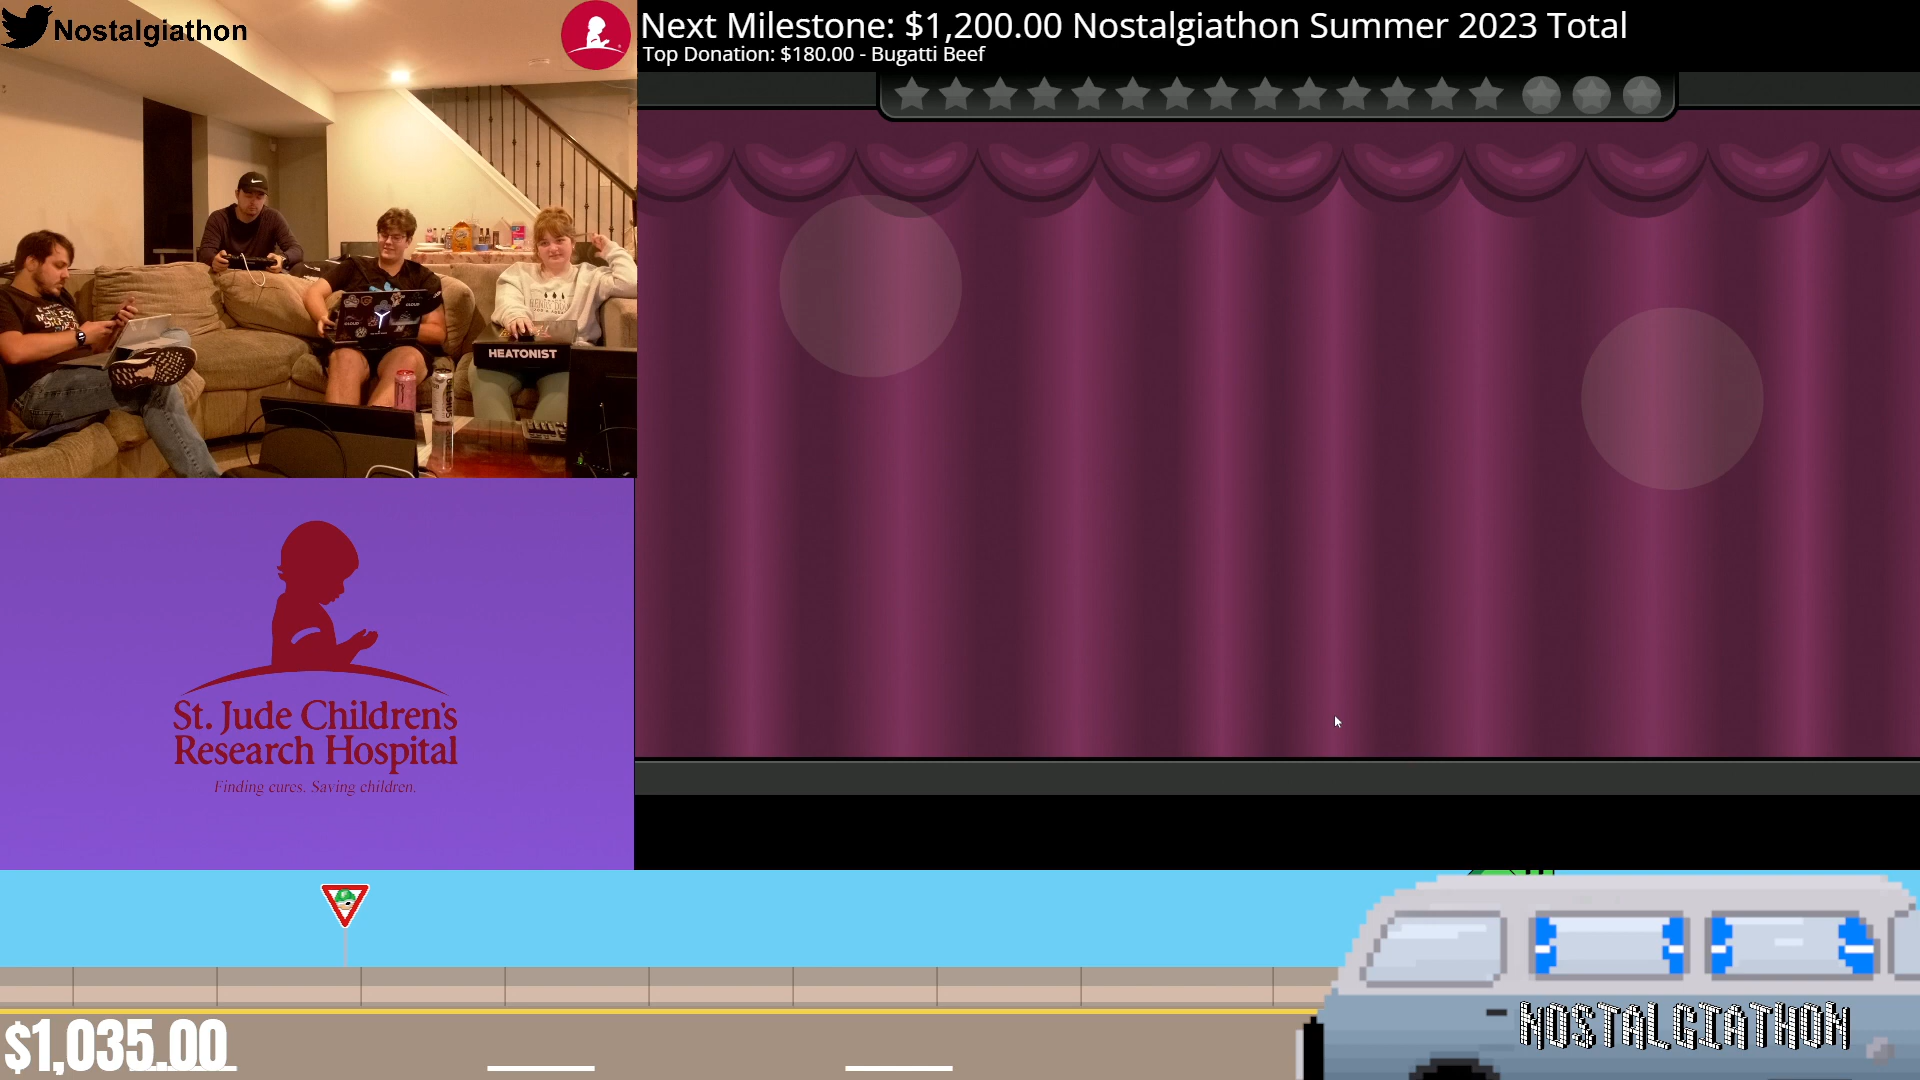 Nostalgiathon
Next Milestone: $1,200.00 Nostalgiathon Summer 2023 Total
Top Donation: $180.00 - Bugatti Beef
HEATONIST
St. Jude Children's
Research Hospital
Finding cures. Saving children.
$1,035.00
NOSTALGIATHON